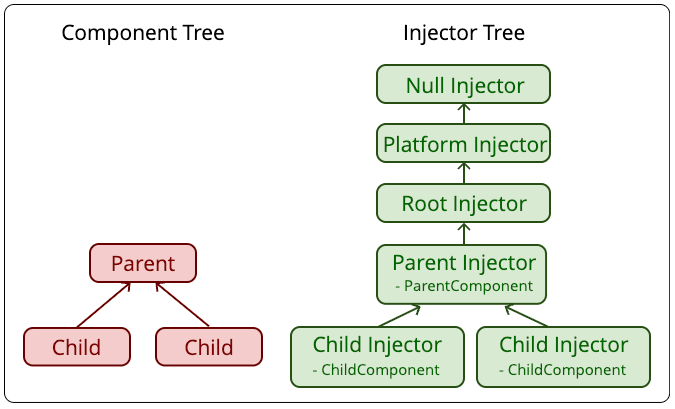 Component Tree
Injector Tree
Null Injector
Platform Injector
Root Injector
Parent
Parent Injector
- ParentComponent
Child
Child
Child Injector
- ChildComponent
Child Injector
- ChildComponent